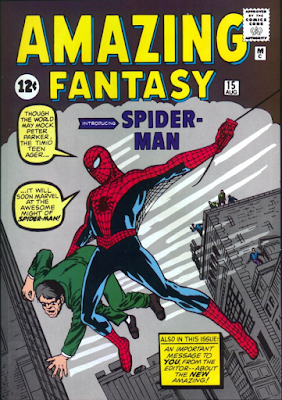 APPROVED
BY THE
COMICS
CODE
AUTHORITY
AMAZING
FANTASY
12¢
M
C
15
AUG.
INTRODUCING
SPIDER-
MAN
THOUGH
THE WORLD
MAY MOCK
PETER
PARKER,
THE TIMID
TEEN-
AGER...
...IT WILL
SOON MARVEL
AT THE
AWESOME
MIGHT OF
SPIDER-MAN!
ALSO IN THIS ISSUE:
AN IMPORTANT
MESSAGE TO
YOU, FROM THE
EDITOR--ABOUT
THE NEW
AMAZING!